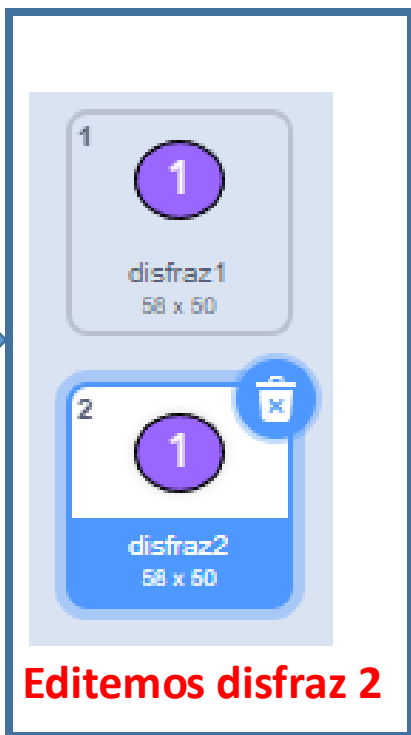 1
1
disfraz1
58 x 50
2
1
disfraz2
58 x 50
Editemos disfraz 2